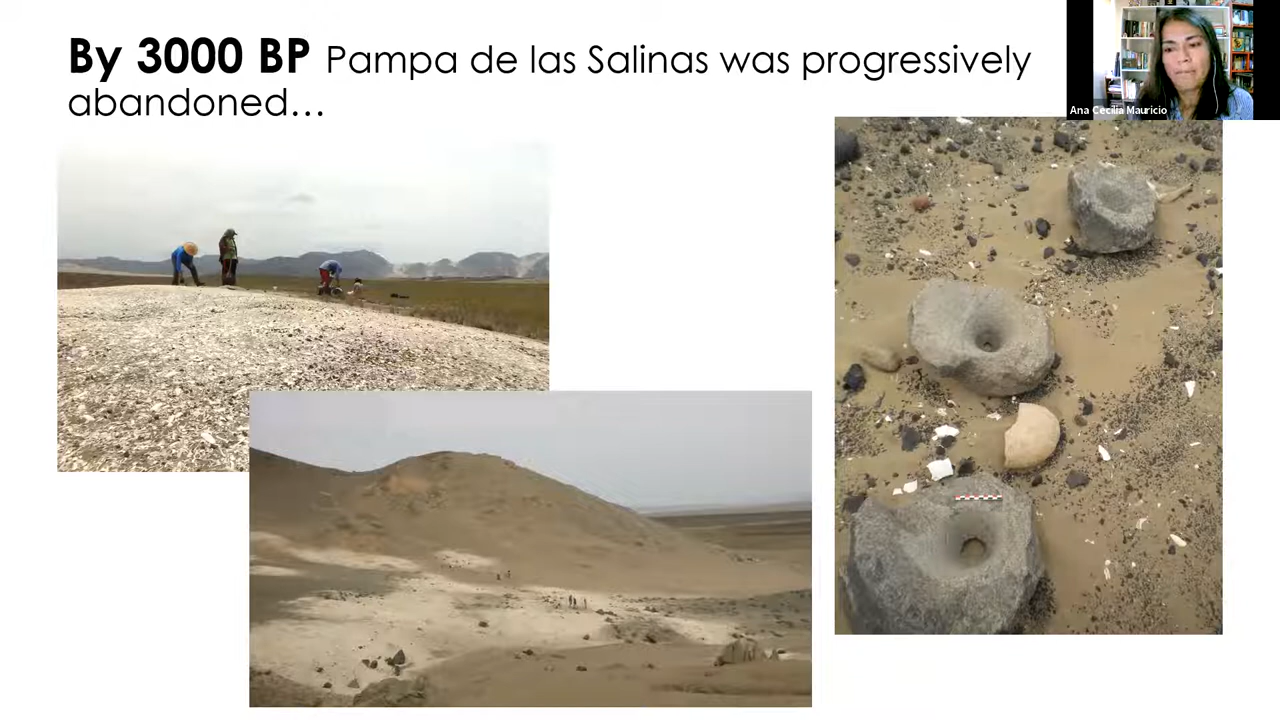 By 3000 BP Pampa de las Salinas was progressively
abandoned…
Ana Cecilia Mauricio